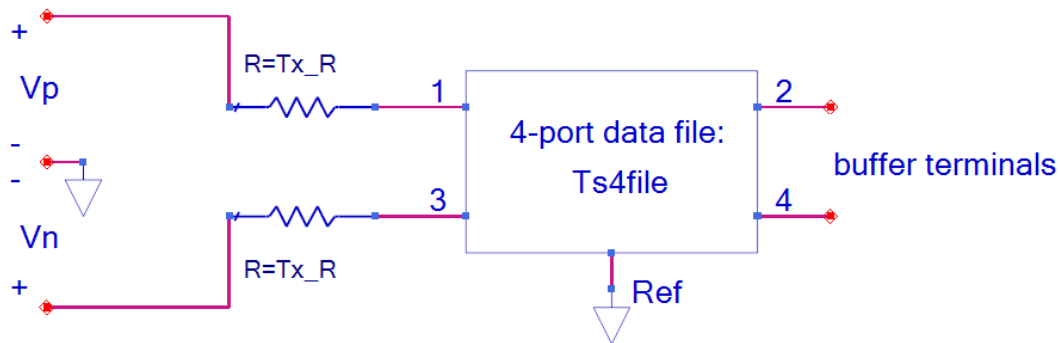 +
Vp
-
-
Vn
+
R=Tx_R
R=Tx_R
1
3
4-port data file:
Ts4file
2
4
buffer terminals
Ref